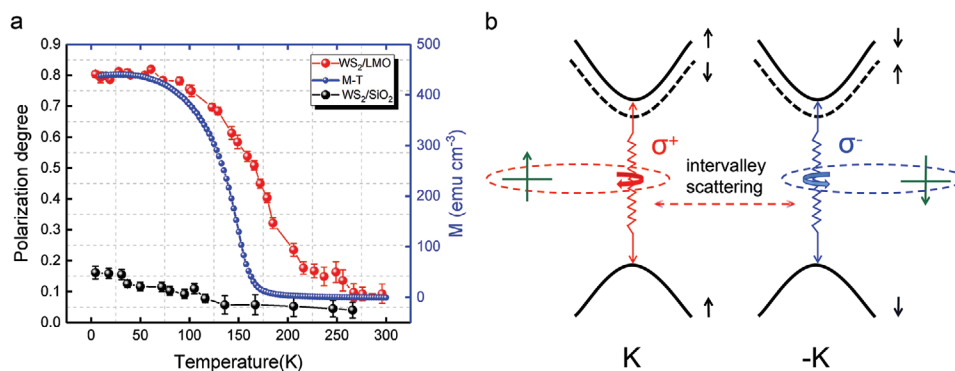 a
0.9
0.8
0.7
0.6
0.5
0.4
0.3
0.2
0.1
0.0
Polarization degree
0 50 100 150 200 250 300
Temperature(K)
500
400
300
200
100
0
M (emu cm⁻³)
WS₂/LMO
M-T
WS₂/SiO₂
b
↑
↓
↓
↑
σ⁺
σ⁻
intervalley
scattering
↑
↓
K
-K